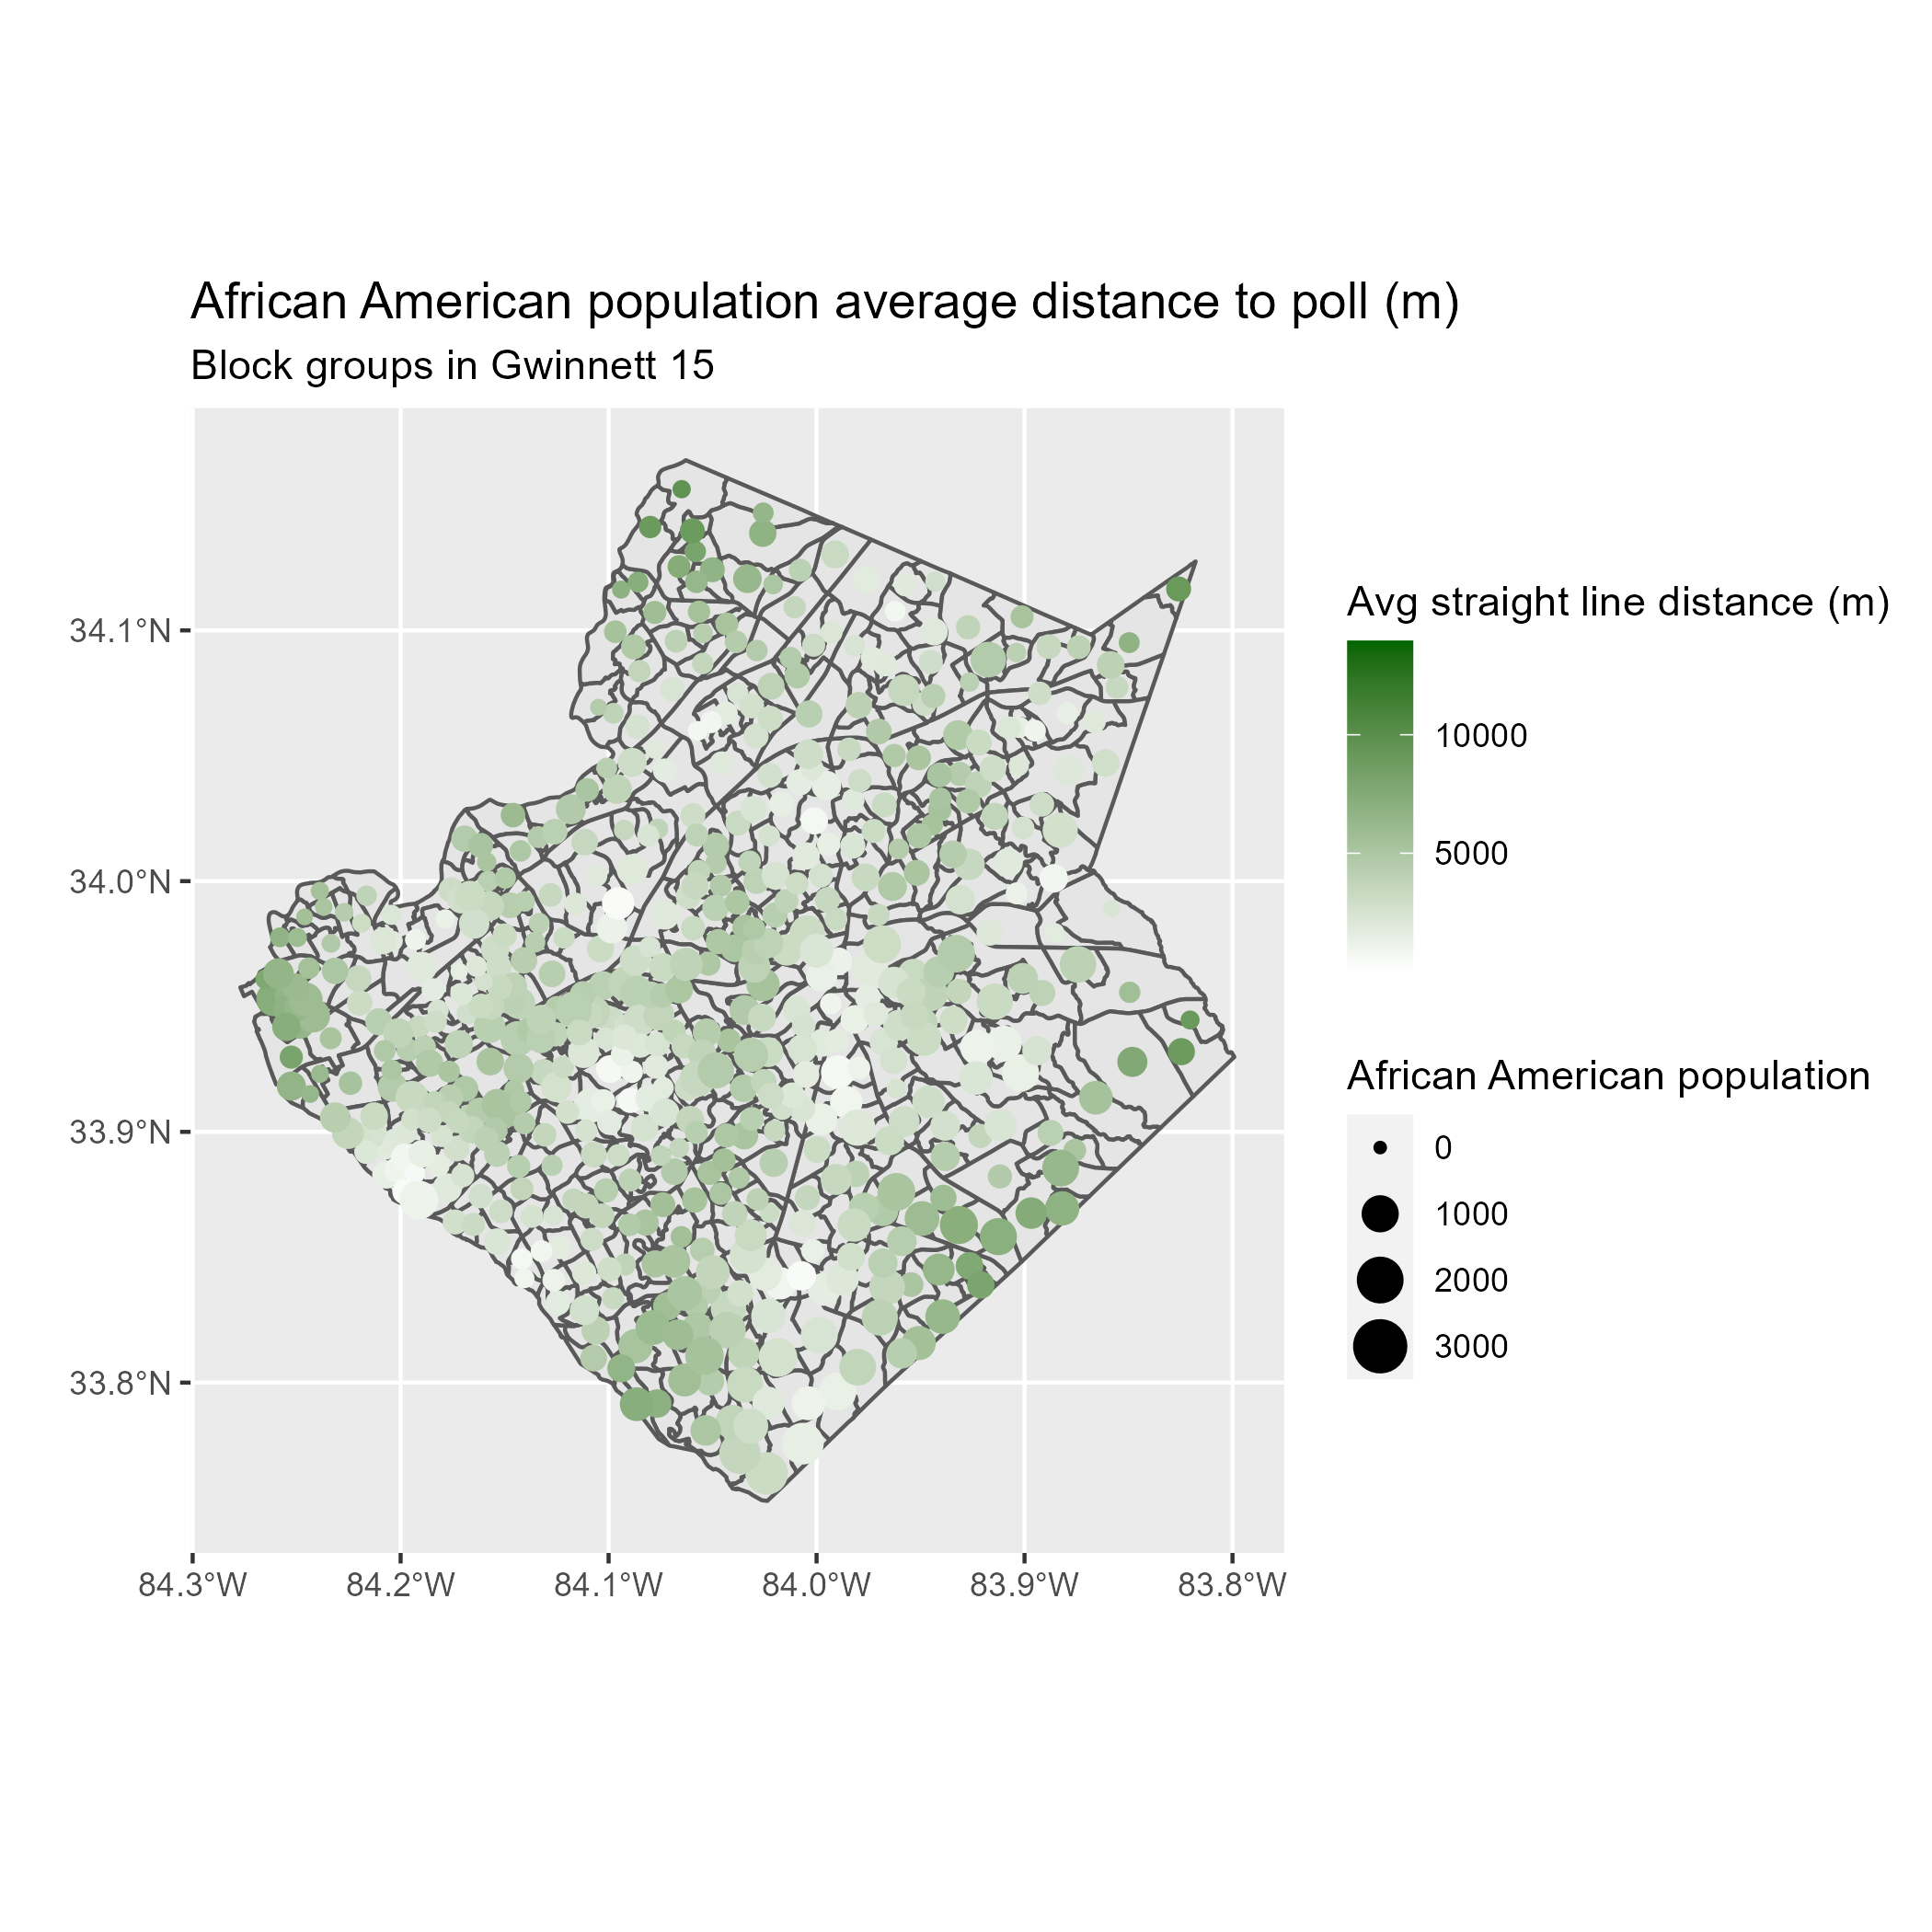 African American population average distance to poll (m)
Block groups in Gwinnett 15
34.1°N
34.0°N
33.9°N
33.8°N
84.3°W
84.2°W
84.1°W
84.0°W
83.9°W
83.8°W
Avg straight line distance (m)
10000
5000
African American population
0
1000
2000
3000